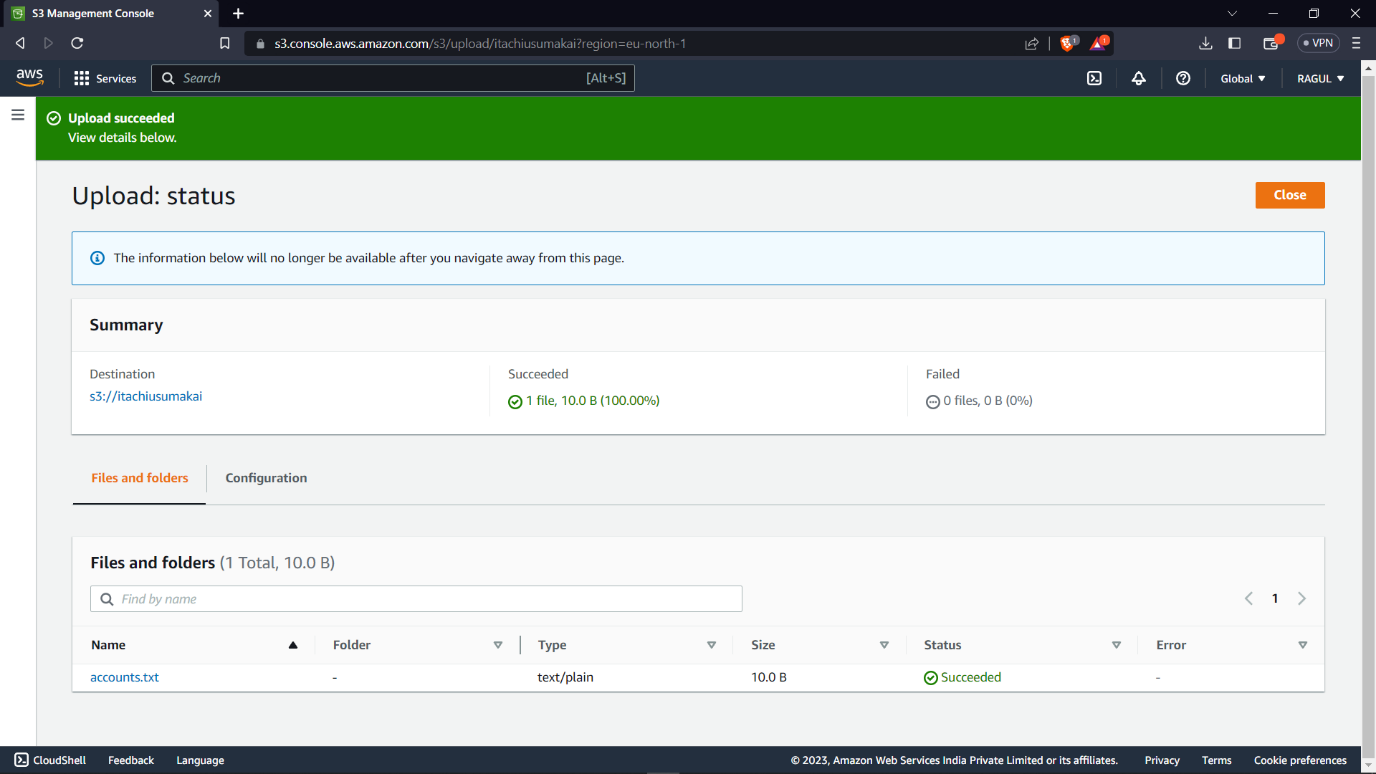 S3 Management Console
s3.console.aws.amazon.com/s3/upload/itachiusumakai?region=eu-north-1
1
1
VPN
aws
Services
Search
[Alt+S]
Global
RAGUL
Upload succeeded
View details below.
Upload: status
Close
The information below will no longer be available after you navigate away from this page.
Summary
Destination
s3://itachiusumakai
Succeeded
1 file, 10.0 B (100.00%)
Failed
0 files, 0 B (0%)
Files and folders
Configuration
Files and folders (1 Total, 10.0 B)
Find by name
1
Name Folder Type Size Status Error
accounts.txt - text/plain 10.0 B Succeeded -
CloudShell Feedback Language © 2023, Amazon Web Services India Private Limited or its affiliates. Privacy Terms Cookie preferences